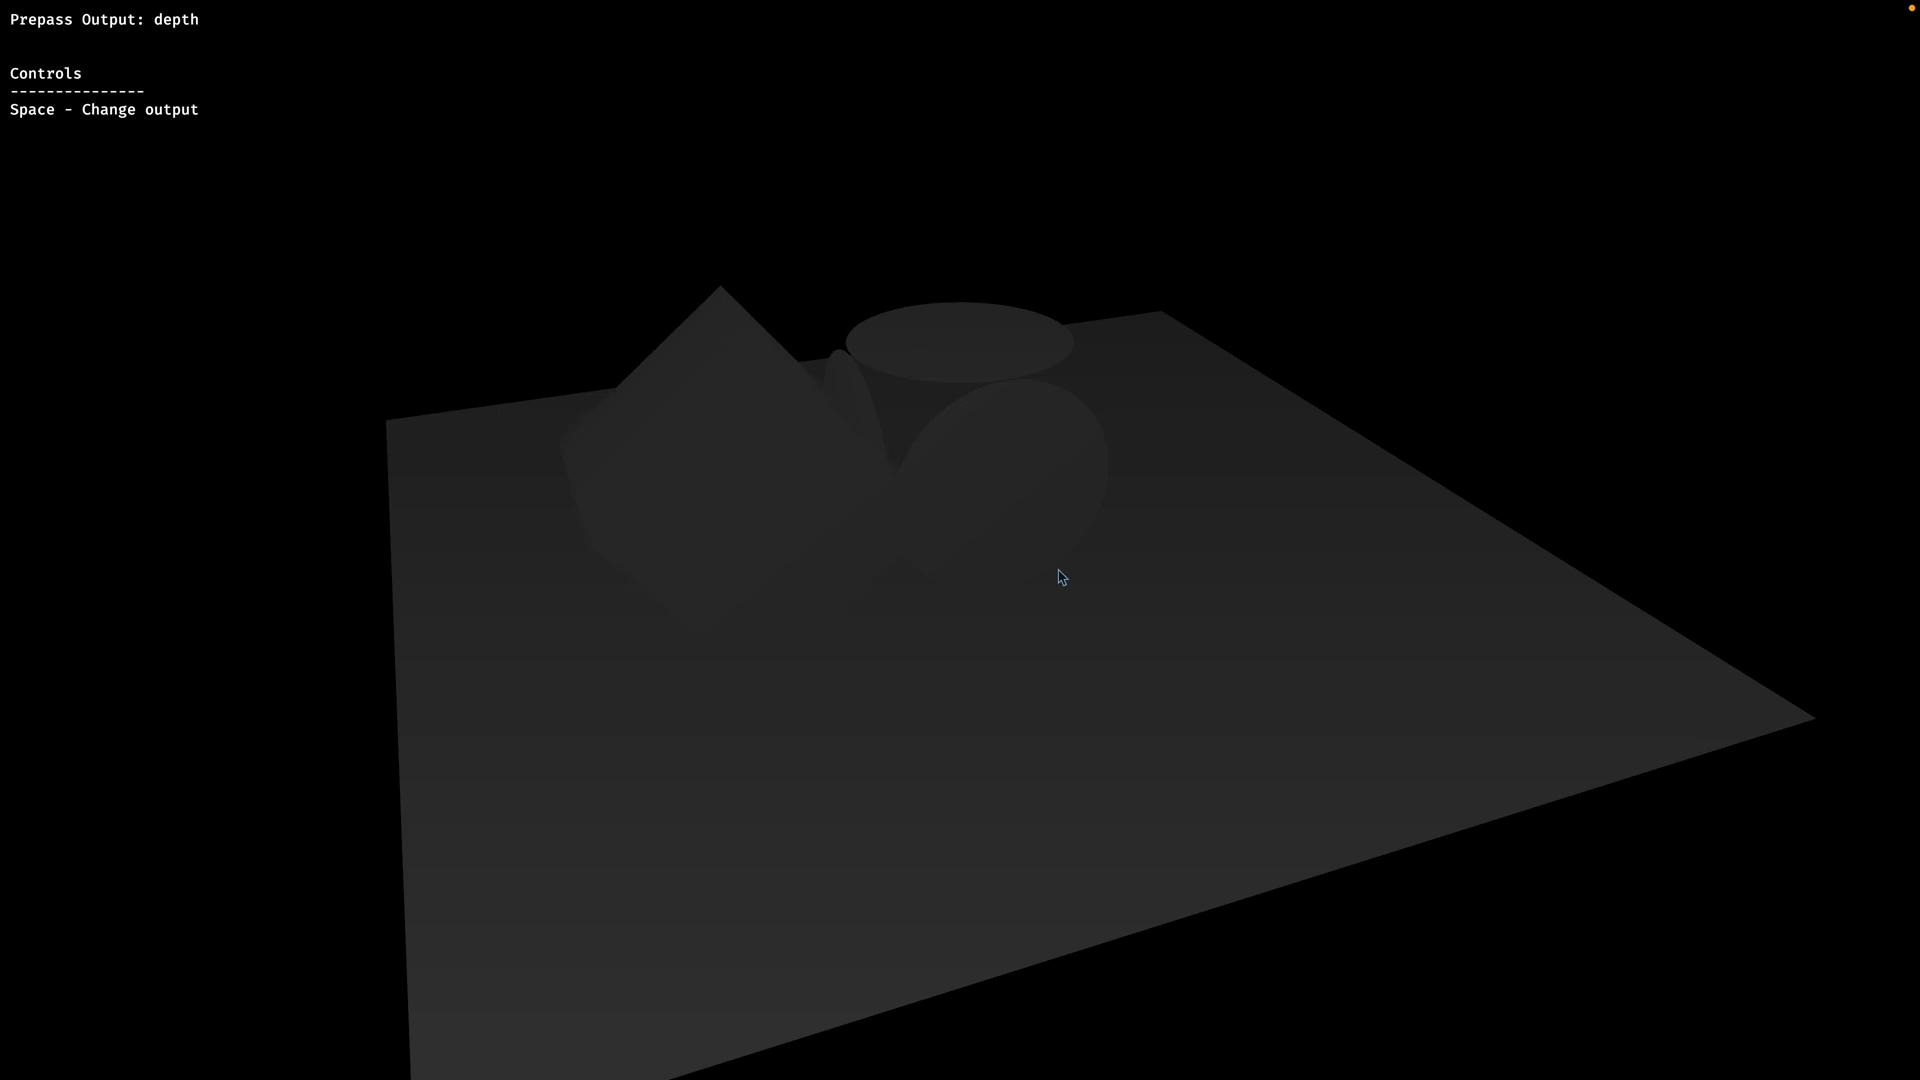 Prepass Output: depth
Controls
---------------
Space - Change output